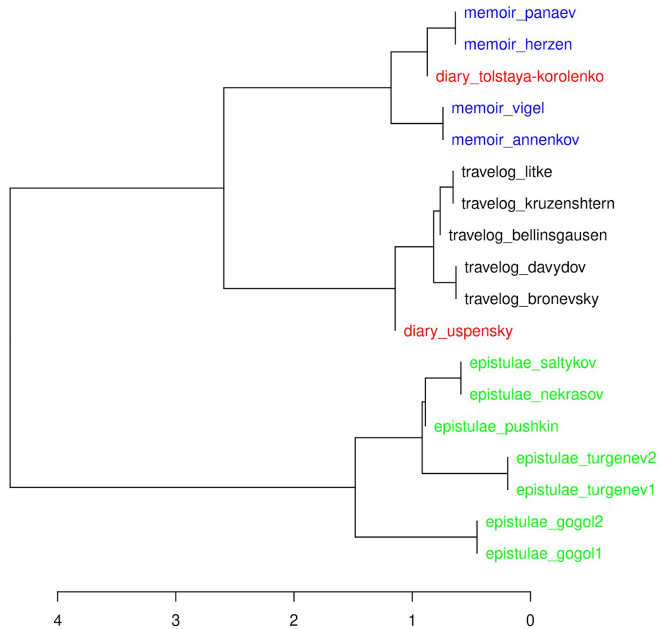 memoir_panaev
memoir_herzen
diary_tolstaya-korolenko
memoir_vigel
memoir_annenkov
travelog_litke
travelog_kruzenshtern
travelog_bellinsgausen
travelog_davydov
travelog_bronevsky
diary_uspensky
epistulae_saltykov
epistulae_nekrasov
epistulae_pushkin
epistulae_turgenev2
epistulae_turgenev1
epistulae_gogol2
epistulae_gogol1
4 3 2 1 0